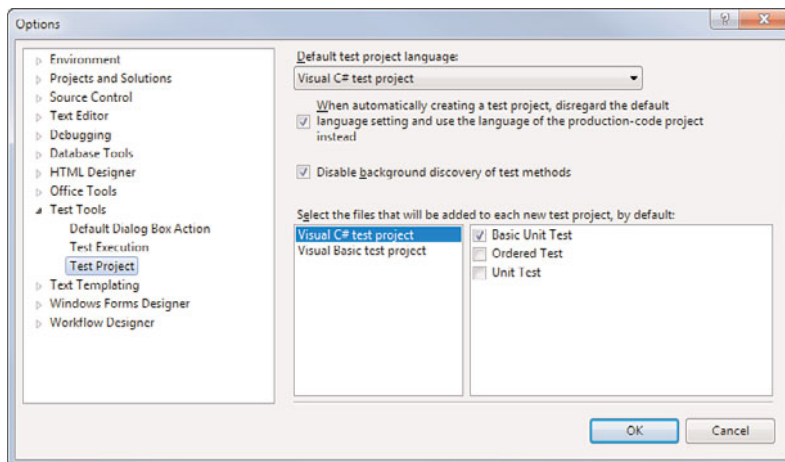 Options
Environment
Projects and Solutions
Source Control
Text Editor
Debugging
Database Tools
HTML Designer
Office Tools
Test Tools
Default Dialog Box Action
Test Execution
Test Project
Text Templating
Windows Forms Designer
Workflow Designer
Default test project language:
Visual C# test project
When automatically creating a test project, disregard the default
language setting and use the language of the production-code project
instead
Disable background discovery of test methods
Select the files that will be added to each new test project, by default:
Visual C# test project
Visual Basic test project
Basic Unit Test
Ordered Test
Unit Test
OK
Cancel